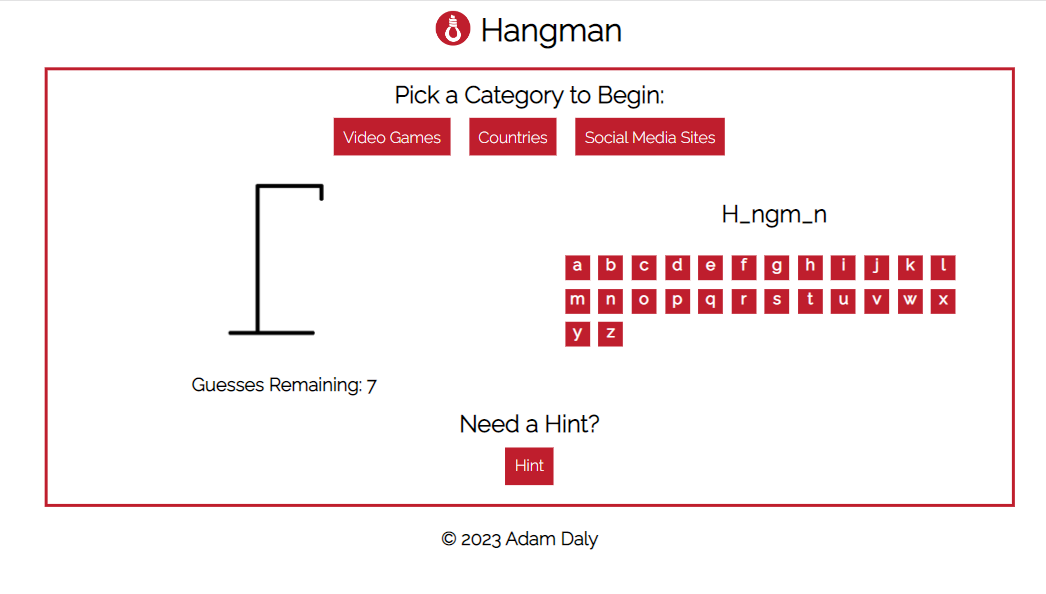 Hangman
Pick a Category to Begin:
Video Games Countries Social Media Sites
H_ngm_n
a b c d e f g h i j k l
m n o p q r s t u v w x
y z
Guesses Remaining: 7
Need a Hint?
Hint
© 2023 Adam Daly